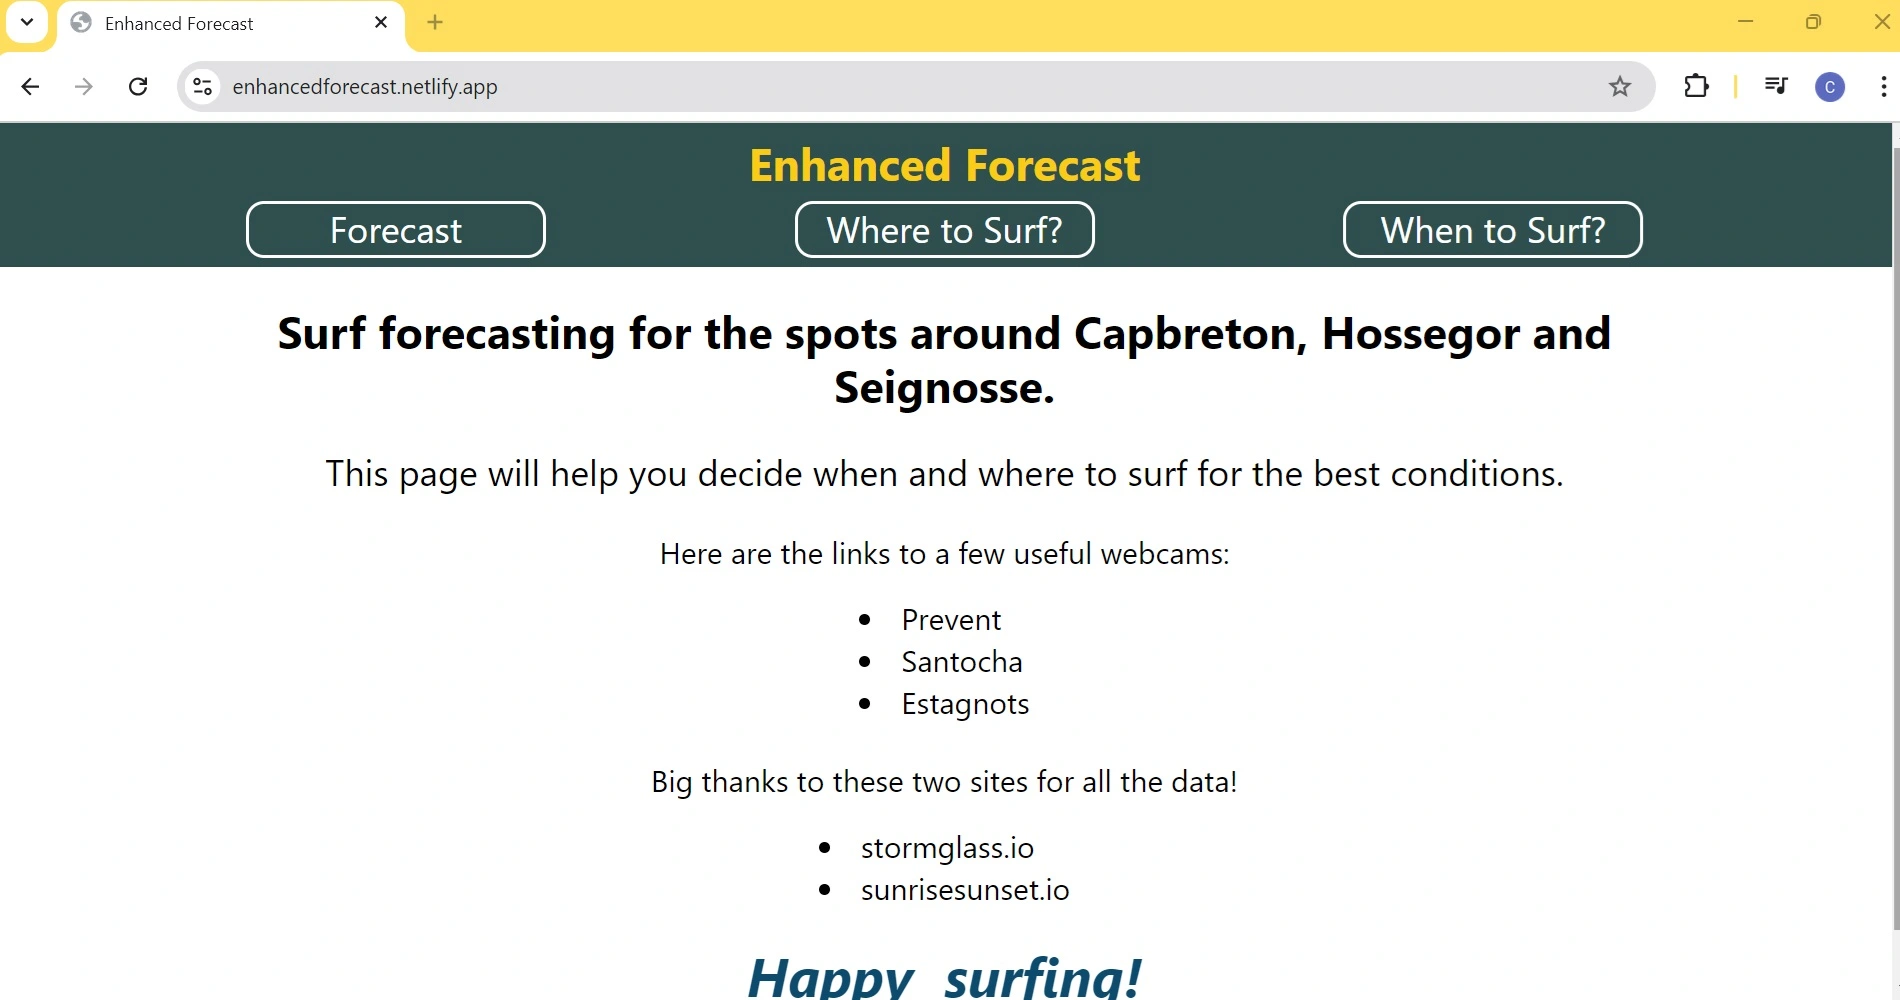 Enhanced Forecast
enhancedforecast.netlify.app
C
Enhanced Forecast
Forecast
Where to Surf?
When to Surf?
Surf forecasting for the spots around Capbreton, Hossegor and
Seignosse.
This page will help you decide when and where to surf for the best conditions.
Here are the links to a few useful webcams:
• Prevent
• Santocha
• Estagnots
Big thanks to these two sites for all the data!
• stormglass.io
• sunrisesunset.io
Happy surfing!